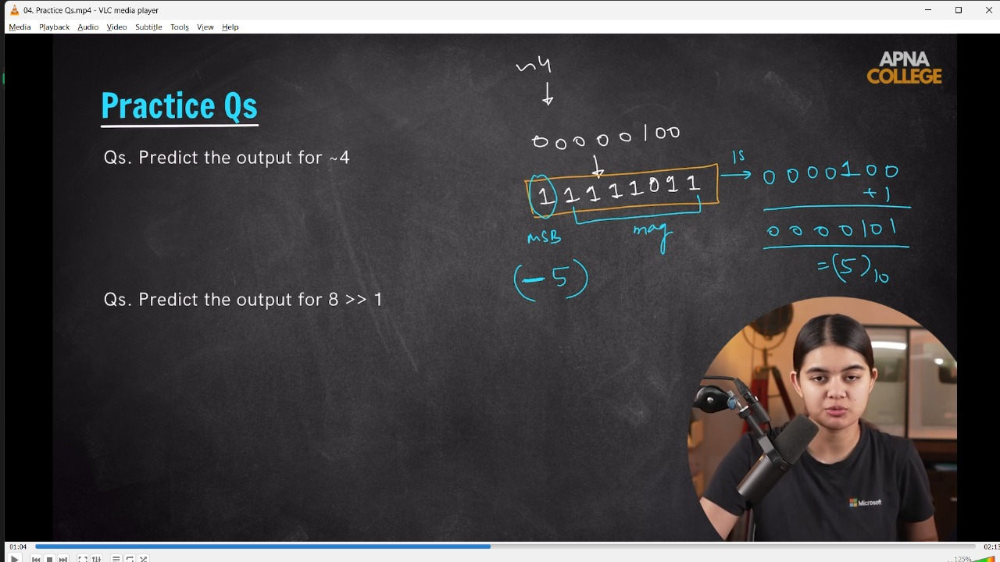 04. Practice Qs.mp4 - VLC media player
Media Playback Audio Video Subtitle Tools View Help
APNA
COLLEGE
~4
Practice Qs
00000100
Qs. Predict the output for ~4
11111011
1s
0000100
+1
MSB
mag
0000101
=(5)10
(-5)
Qs. Predict the output for 8 >> 1
Microsoft
01:04
02:13
125%